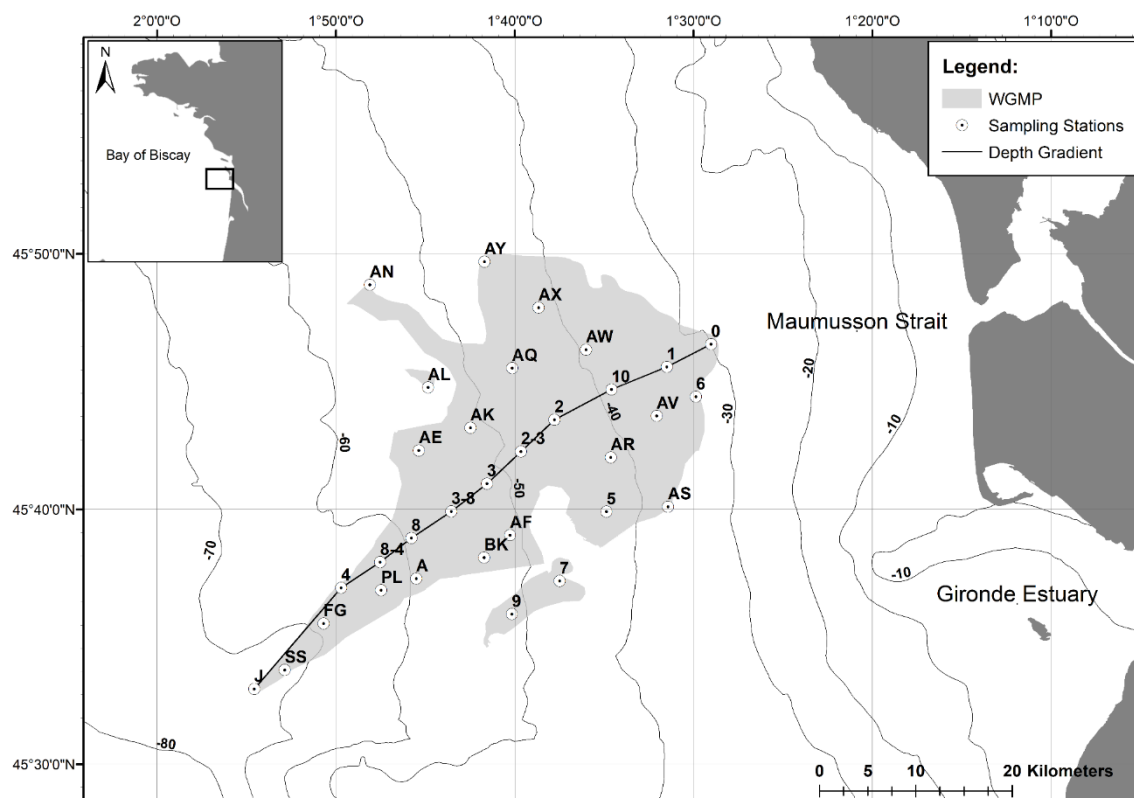 2°0'0"O 1°50'0"O 1°40'0"O 1°30'0"O 1°20'0"O 1°10'0"O
N
Bay of Biscay
Legend:
WGMP
Sampling Stations
Depth Gradient
45°50'0"N
45°40'0"N
45°30'0"N
AY
AN
AX
Maumusson Strait
0
AW
AQ
1
10
6
AL
2
-40
AV
-30
-20
-10
AK
AE
2-3
AR
-60
3
-50
3-8
5
AS
8
AF
BK
8-4
A
PL
7
-10
4
9
Gironde Estuary
-70
FG
SS
J
-80
0 5 10 20 Kilometers